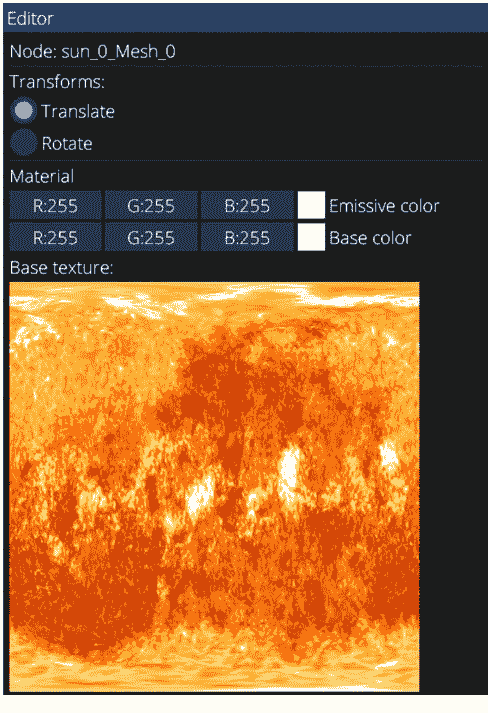 Editor
Node: sun_0_Mesh_0
Transforms:
Translate
Rotate
Material
R:255 G:255 B:255 Emissive color
R:255 G:255 B:255 Base color
Base texture: